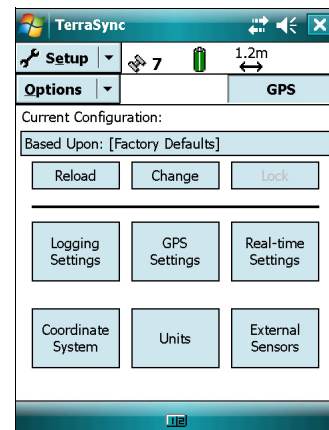 TerraSync
Setup 7 1.2m
Options GPS
Current Configuration:
Based Upon: [Factory Defaults]
Reload Change Lock
Logging Settings
GPS Settings
Real-time Settings
Coordinate System
Units
External Sensors